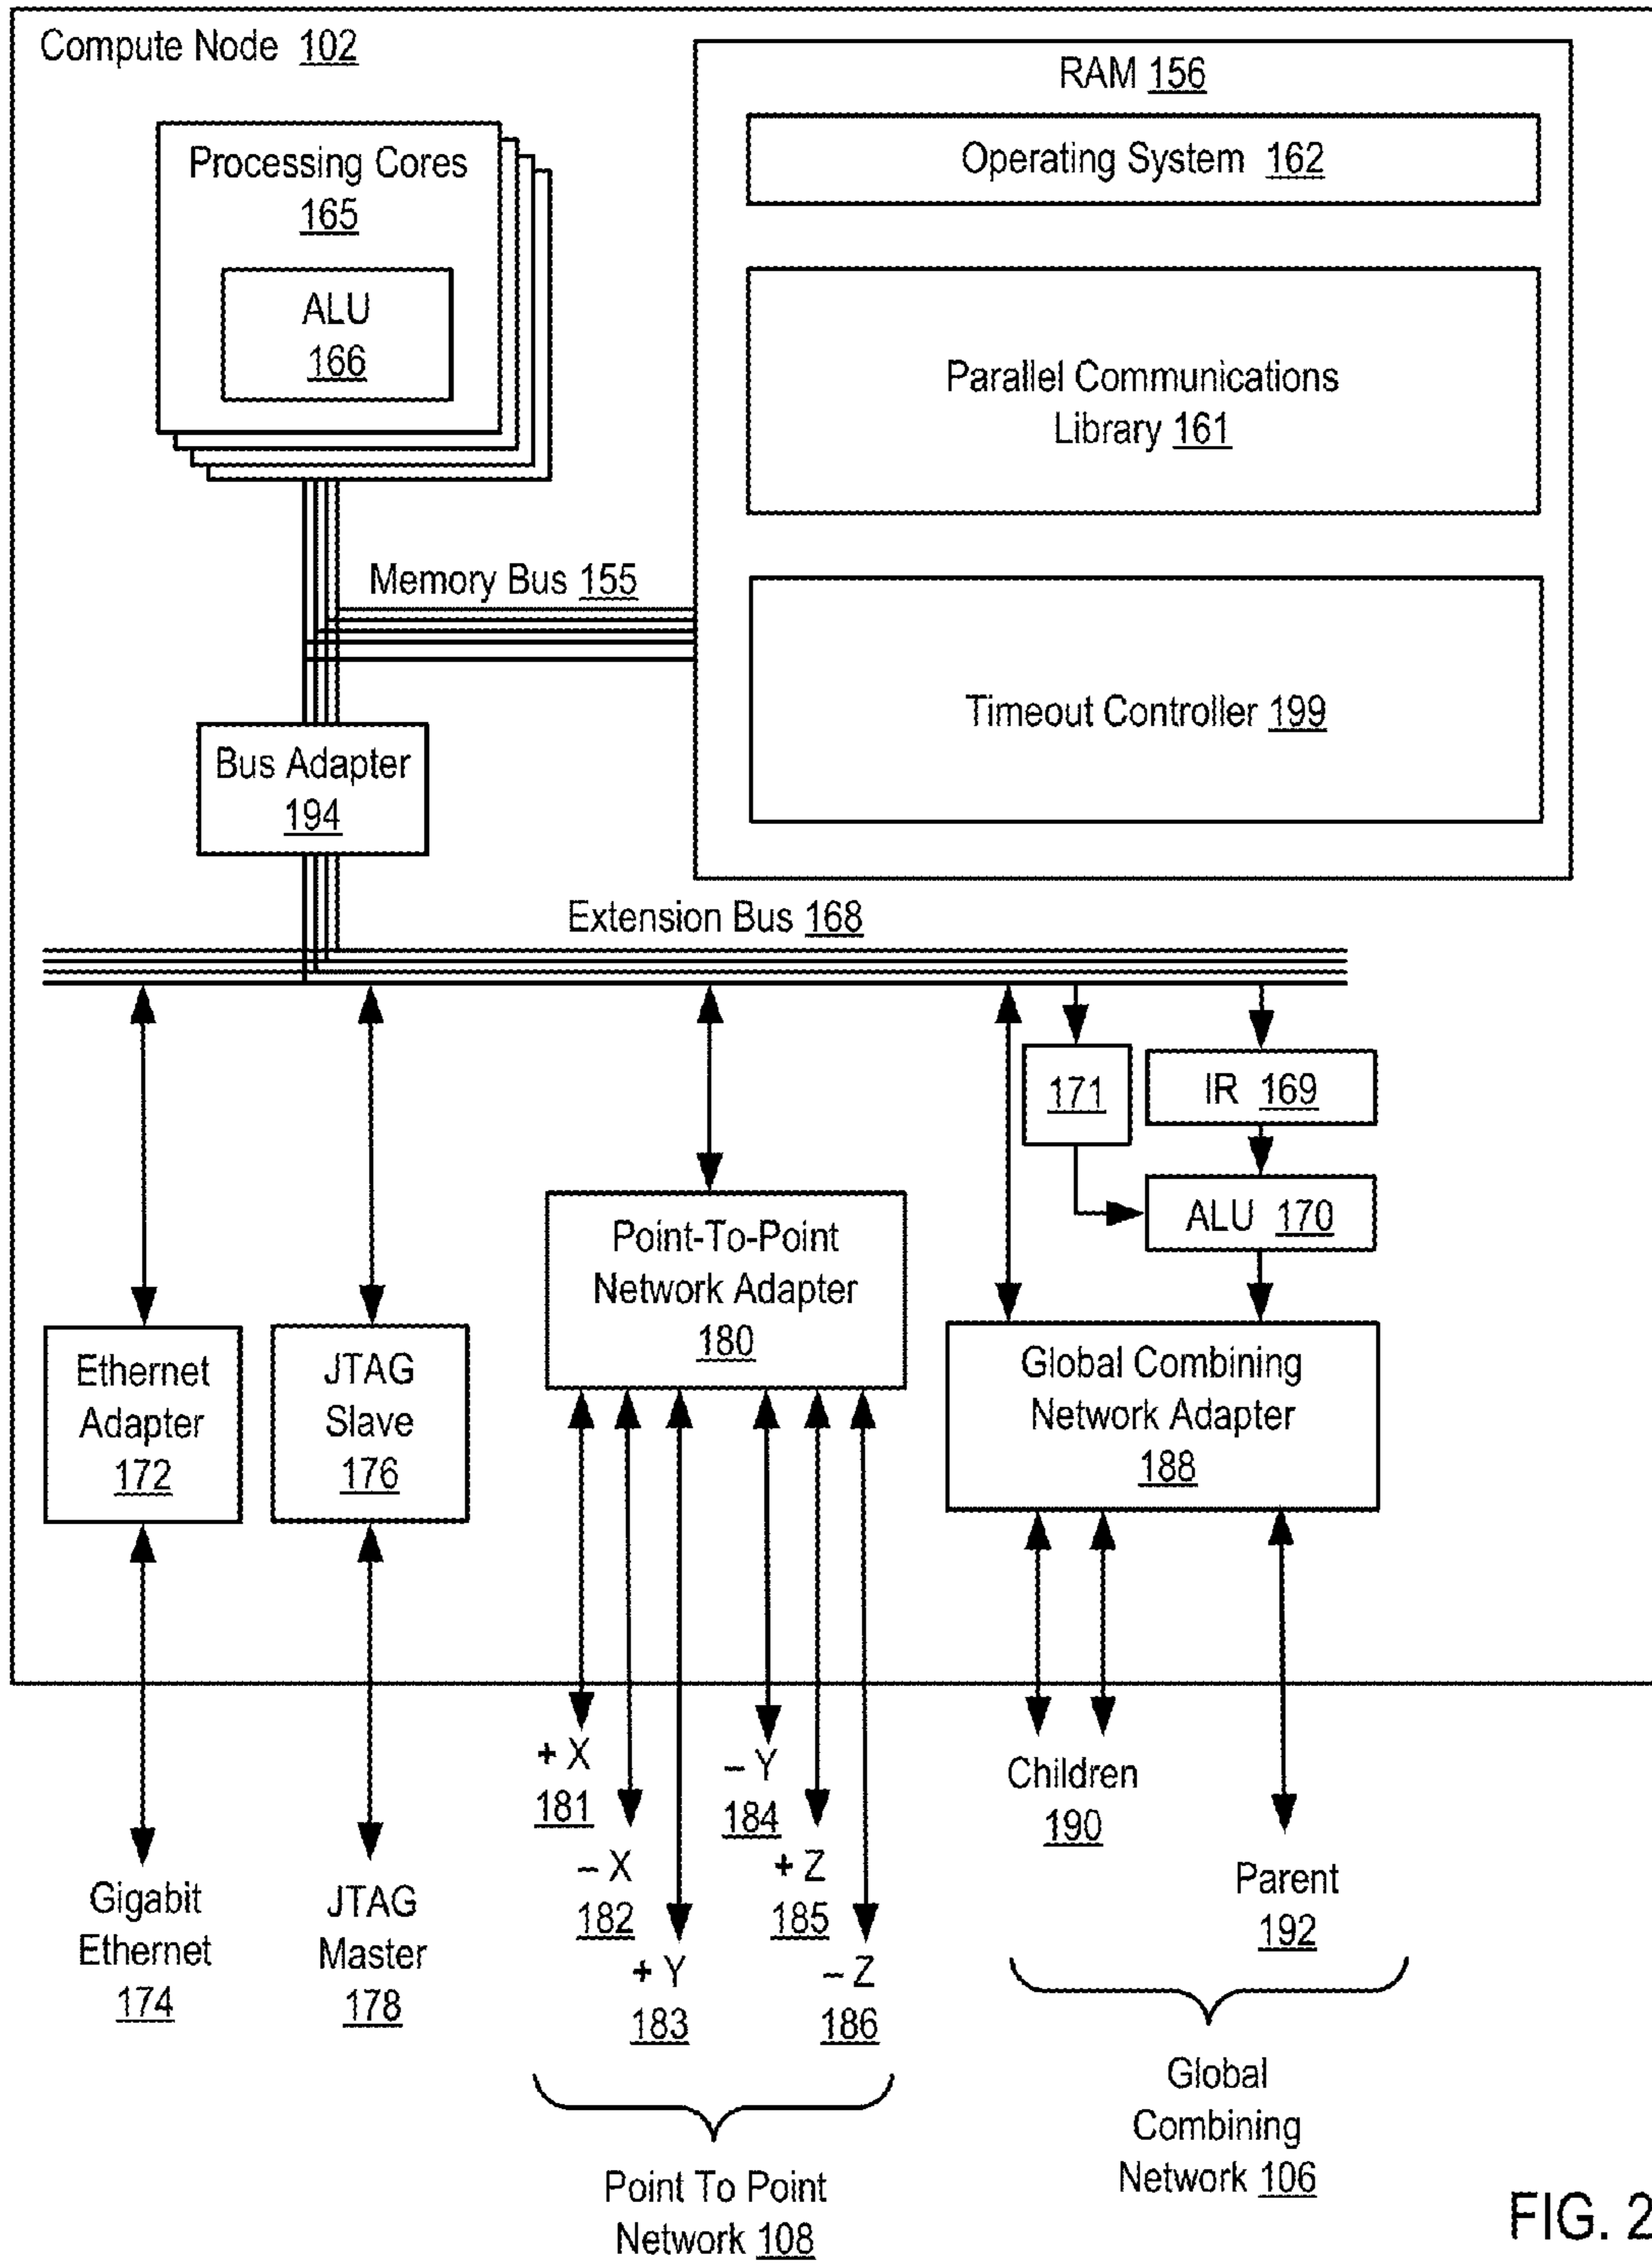 Compute Node 102
RAM 156
Operating System 162
Processing Cores
165
ALU
166
Parallel Communications
Library 161
Memory Bus 155
Timeout Controller 199
Bus Adapter
194
Extension Bus 168
171
IR 169
ALU 170
Point-To-Point
Network Adapter
180
Ethernet
Adapter
172
JTAG
Slave
176
Global Combining
Network Adapter
188
+ X
181
– X
182
+ Y
183
– Y
184
+ Z
185
– Z
186
Children
190
Parent
192
Gigabit
Ethernet
174
JTAG
Master
178
Point To Point
Network 108
Global
Combining
Network 106
FIG. 2